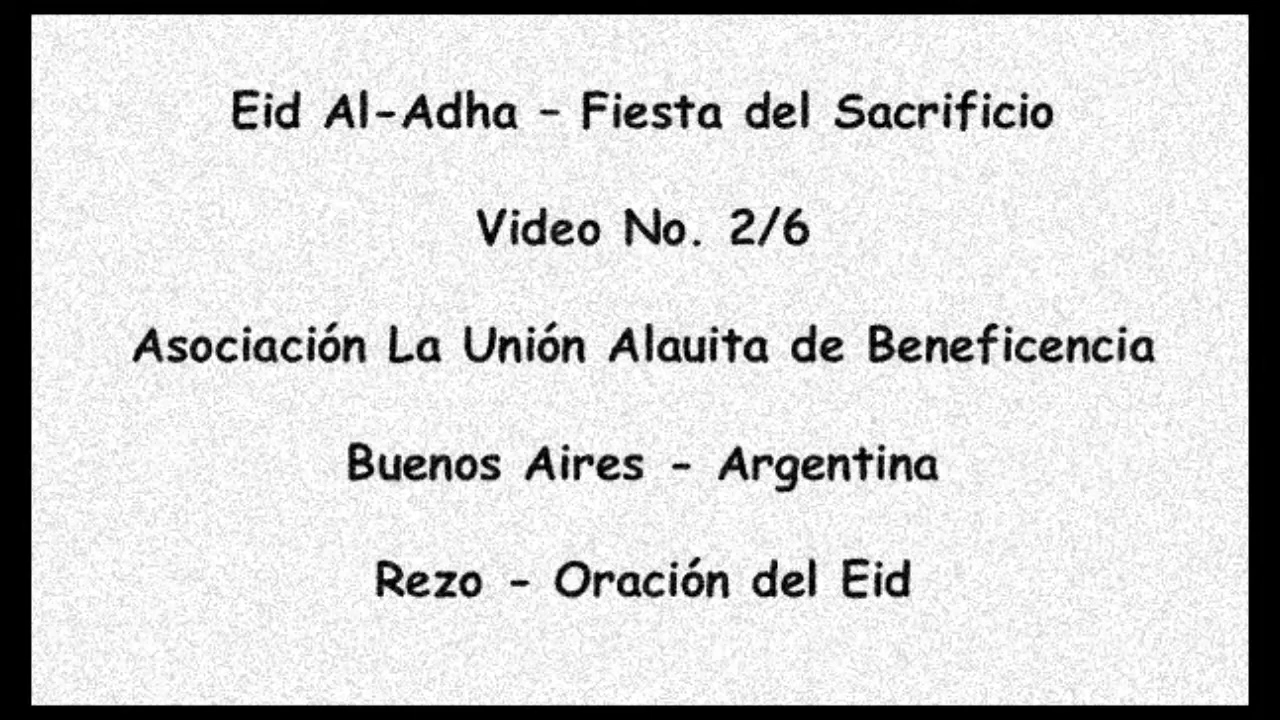 Eid Al-Adha - Fiesta del Sacrificio
Video No. 2/6
Asociación La Unión Alauita de Beneficencia
Buenos Aires - Argentina
Rezo - Oración del Eid